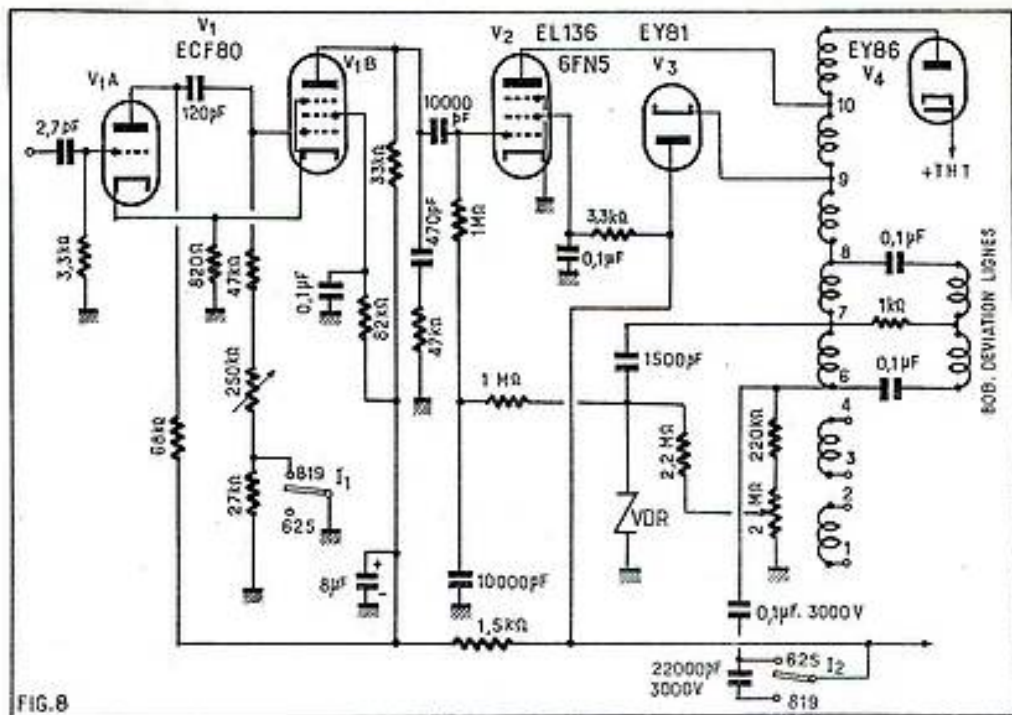 V1
ECF80
V1A
V1B
V2
EL136
6FN5
EY81
V3
EY86
V4
2,7pF
120pF
10000
pF
10
+THT
9
3,3kΩ
820Ω
47kΩ
0,1µF
82kΩ
33kΩ
470pF
47kΩ
1MΩ
3,3kΩ
0,1µF
8
0,1µF
7
1kΩ
6
0,1µF
BOB. DEVIATION LIGNES
1500pF
1MΩ
250kΩ
68kΩ
2,2MΩ
220kΩ
4
3
2
1
27kΩ
819
I1
625
VDR
2,1MΩ
8µF
+
-
10000pF
1,5kΩ
0,1µF. 3000V
22000pF
3000V
625
I2
819
FIG.8